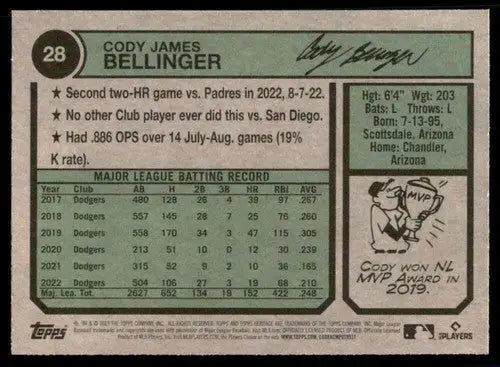 28
CODY JAMES
BELLINGER
Cody Bellinger
★ Second two-HR game vs. Padres in 2022, 8-7-22.
★ No other Club player ever did this vs. San Diego.
★ Had .886 OPS over 14 July-Aug. games (19%
K rate).
Hgt: 6'4" Wgt: 203
Bats: L Throws: L
Born: 7-13-95,
Scottsdale, Arizona
Home: Chandler,
Arizona
MAJOR LEAGUE BATTING RECORD
Year Club AB H 2B 3B HR RBI AVG
2017 Dodgers 480 128 26 4 39 97 .267
2018 Dodgers 557 145 28 7 25 76 .260
2019 Dodgers 558 170 34 3 47 115 .305
2020 Dodgers 213 51 10 0 12 30 .239
2021 Dodgers 315 52 9 2 10 36 .165
2022 Dodgers 504 106 27 3 19 68 .210
Maj. Lea. Tot. 2627 652 134 19 152 422 .248
MVP
CODY WON NL
MVP AWARD IN
2019.
topps
PLAYERS